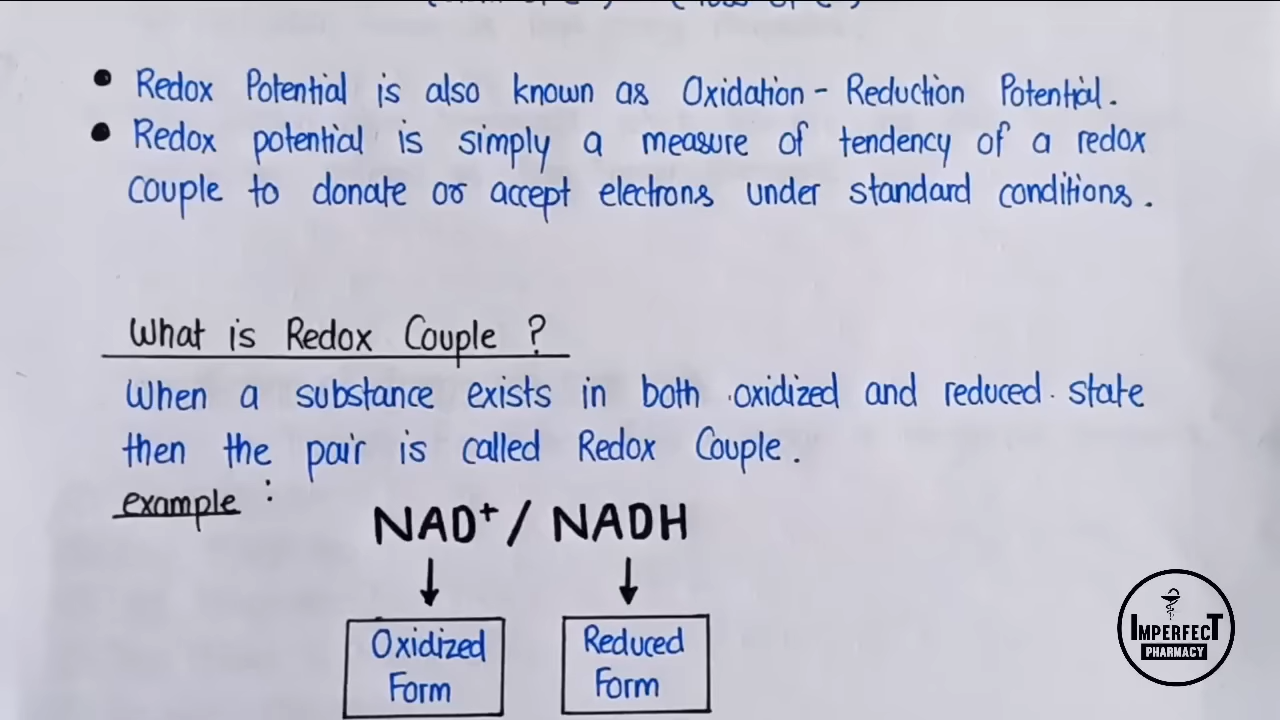 • Redox Potential is also known as Oxidation - Reduction Potential.
• Redox potential is simply a measure of tendency of a redox
couple to donate or accept electrons under standard conditions.
What is Redox Couple ?
When a substance exists in both oxidized and reduced state
then the pair is called Redox Couple.
example :
NAD⁺ / NADH
Oxidized Form
Reduced Form
IMPERFECT
PHARMACY